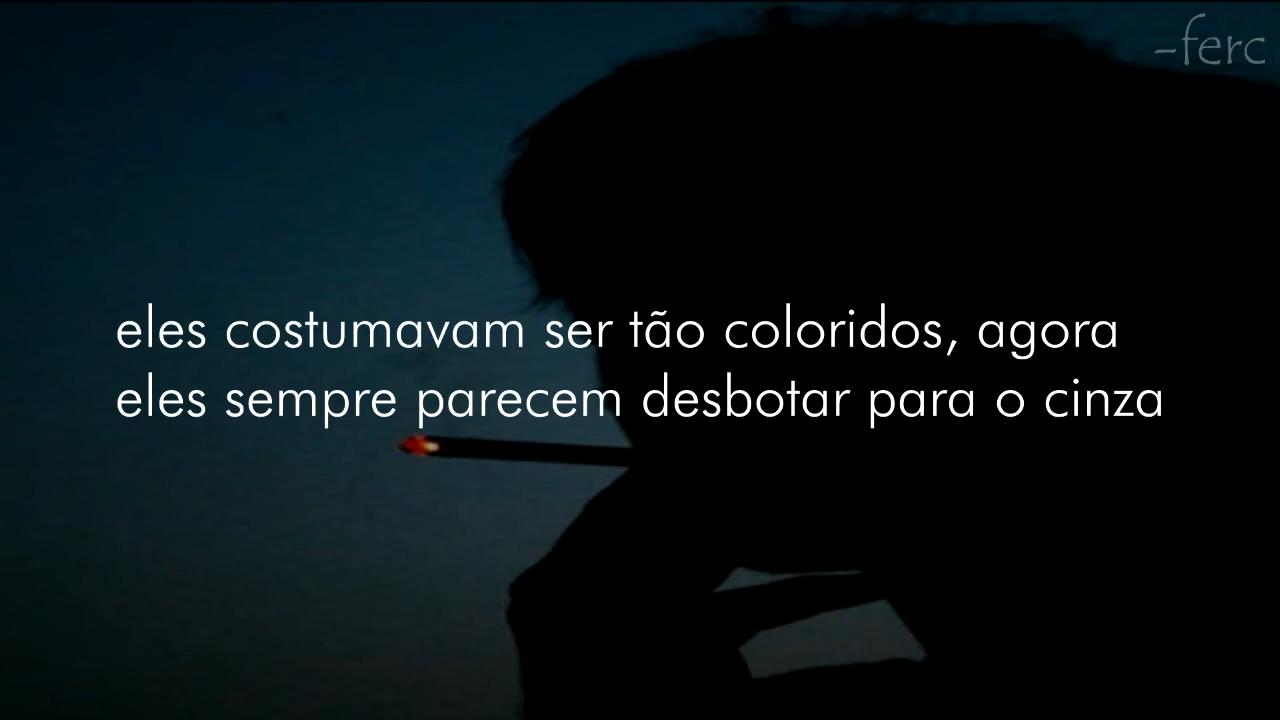 -ferc
eles costumavam ser tão coloridos, agora
eles sempre parecem desbotar para o cinza